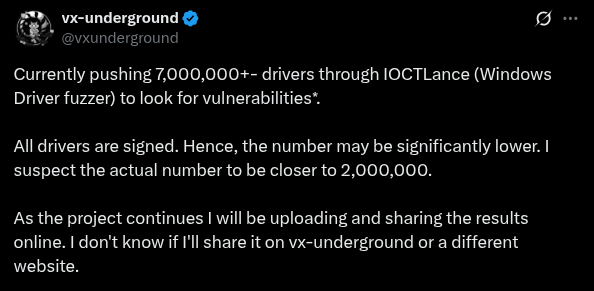 vx-underground
@vxunderground
Currently pushing 7,000,000+- drivers through IOCTLance (Windows
Driver fuzzer) to look for vulnerabilities*.
All drivers are signed. Hence, the number may be significantly lower. I
suspect the actual number to be closer to 2,000,000.
As the project continues I will be uploading and sharing the results
online. I don't know if I'll share it on vx-underground or a different
website.